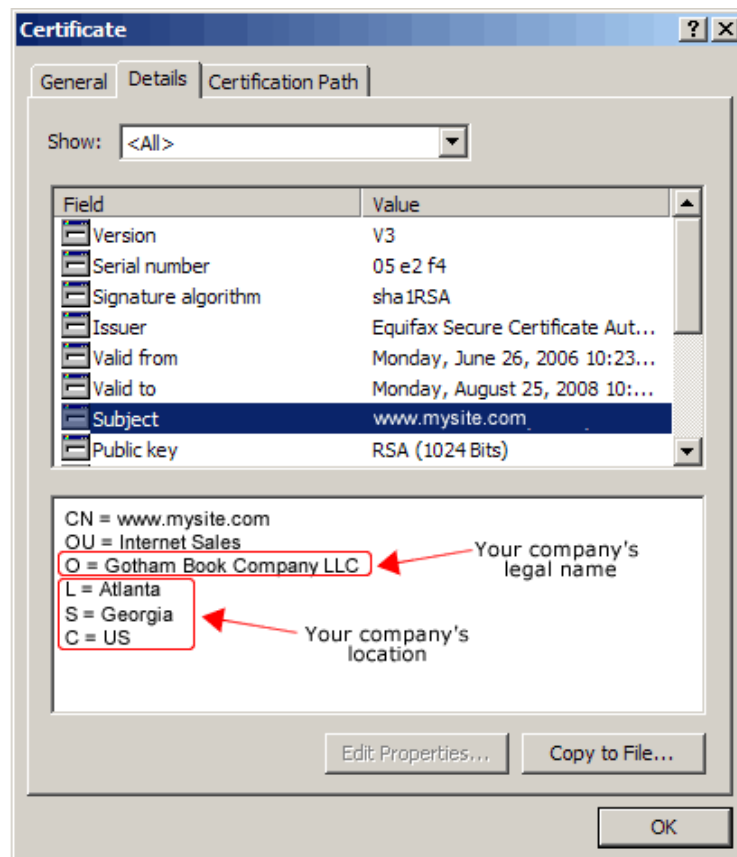 Certificate
General Details Certification Path
Show: <All>
Field Value
Version V3
Serial number 05 e2 f4
Signature algorithm sha1RSA
Issuer Equifax Secure Certificate Aut...
Valid from Monday, June 26, 2006 10:23...
Valid to Monday, August 25, 2008 10:...
Subject www.mysite.com
Public key RSA (1024 Bits)
CN = www.mysite.com
OU = Internet Sales
O = Gotham Book Company LLC
Your company's
legal name
L = Atlanta
S = Georgia
C = US
Your company's
location
Edit Properties... Copy to File...
OK